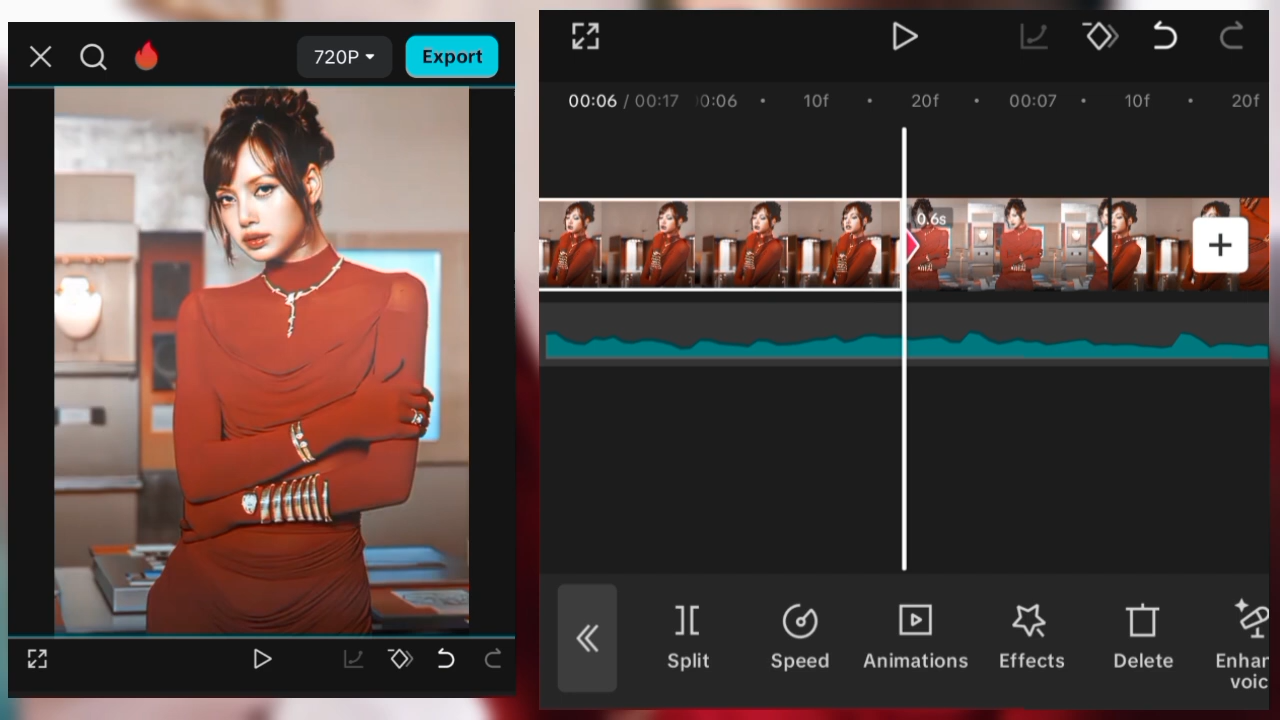 720P
Export
00:06 / 00:17
0:06
10f
20f
00:07
10f
20f
0.6s
Split
Speed
Animations
Effects
Delete
Enhan
voic